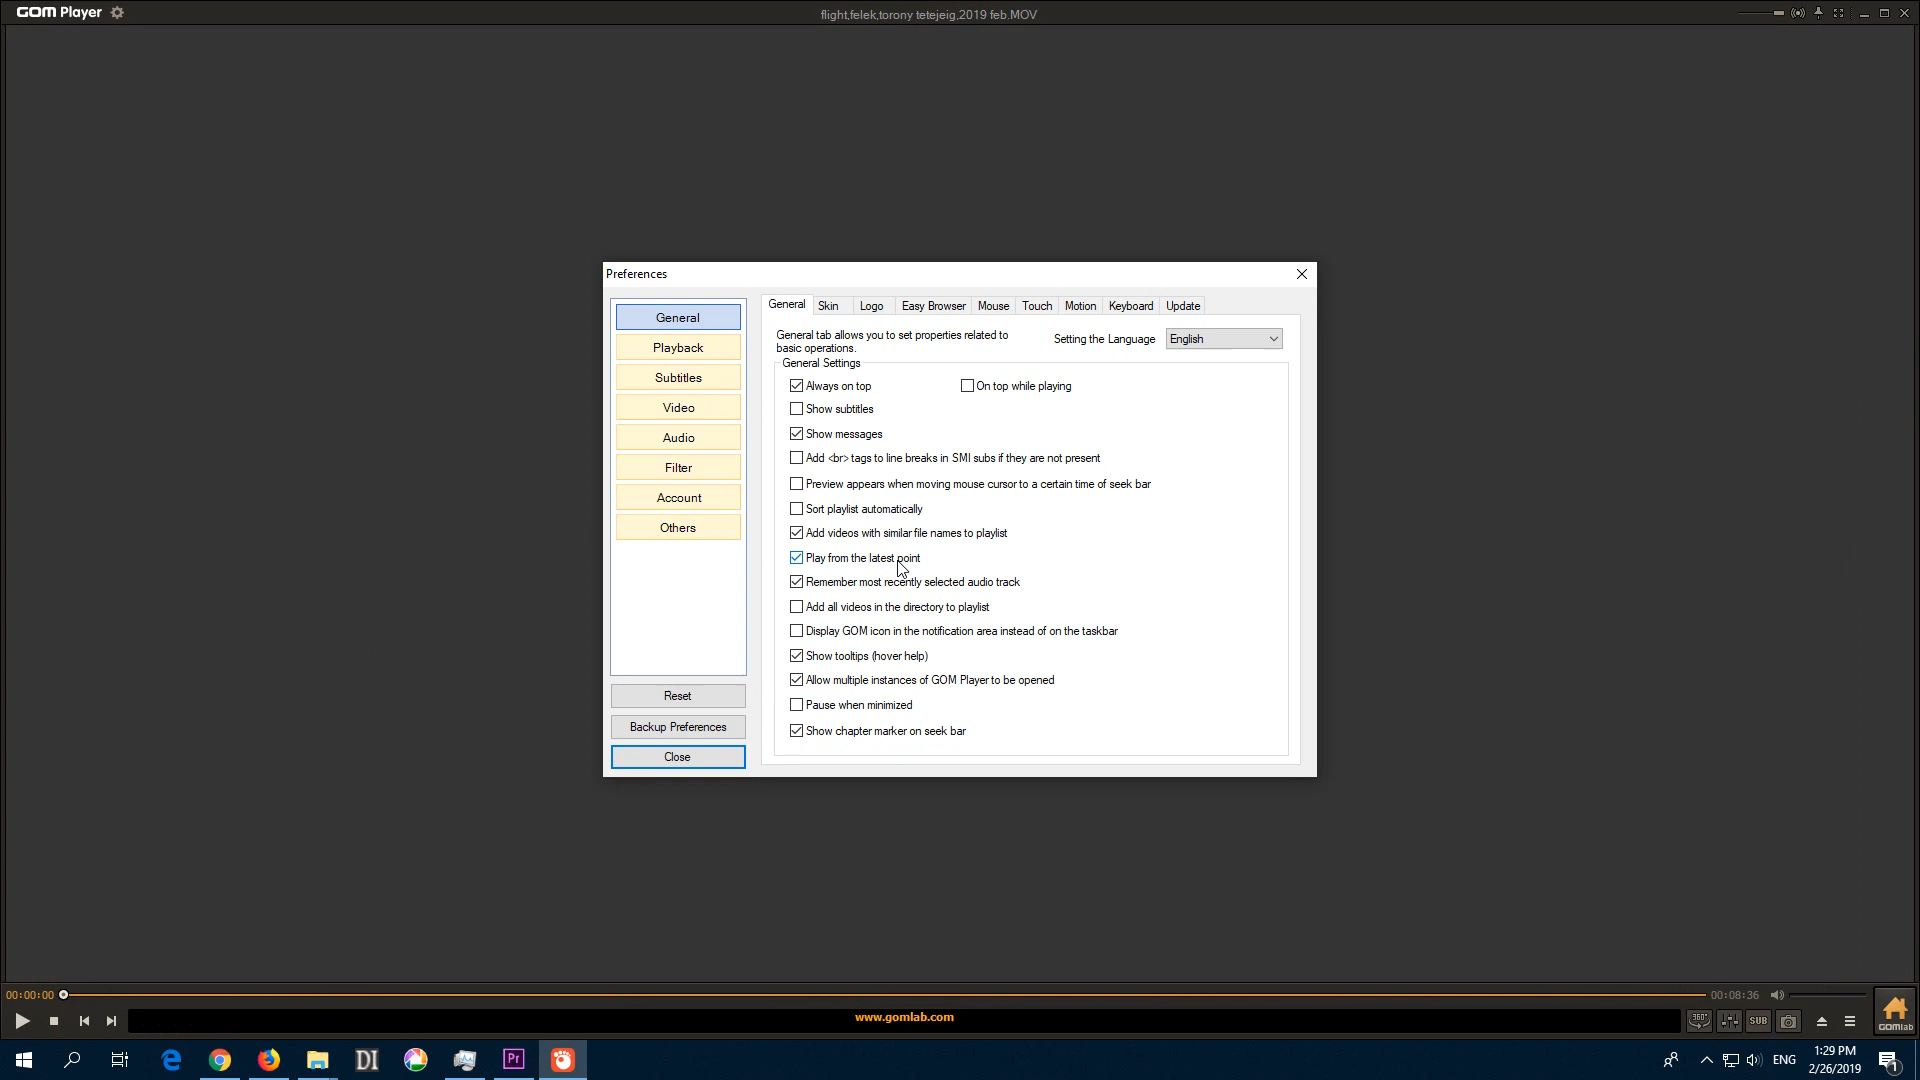 GOM Player
flight,felek,torony tetejeig,2019 feb.MOV
Preferences
General
Playback
Subtitles
Video
Audio
Filter
Account
Others
Reset
Backup Preferences
Close
General Skin Logo Easy Browser Mouse Touch Motion Keyboard Update
General tab allows you to set properties related to
basic operations.
Setting the Language English
General Settings
Always on top On top while playing
Show subtitles
Show messages
Add <br> tags to line breaks in SMI subs if they are not present
Preview appears when moving mouse cursor to a certain time of seek bar
Sort playlist automatically
Add videos with similar file names to playlist
Play from the latest point
Remember most recently selected audio track
Add all videos in the directory to playlist
Display GOM icon in the notification area instead of on the taskbar
Show tooltips (hover help)
Allow multiple instances of GOM Player to be opened
Pause when minimized
Show chapter marker on seek bar
00:00:00 00:08:36
www.gomlab.com
360° SUB
GOMlab
DI Pr ENG
1:29 PM
2/26/2019
1